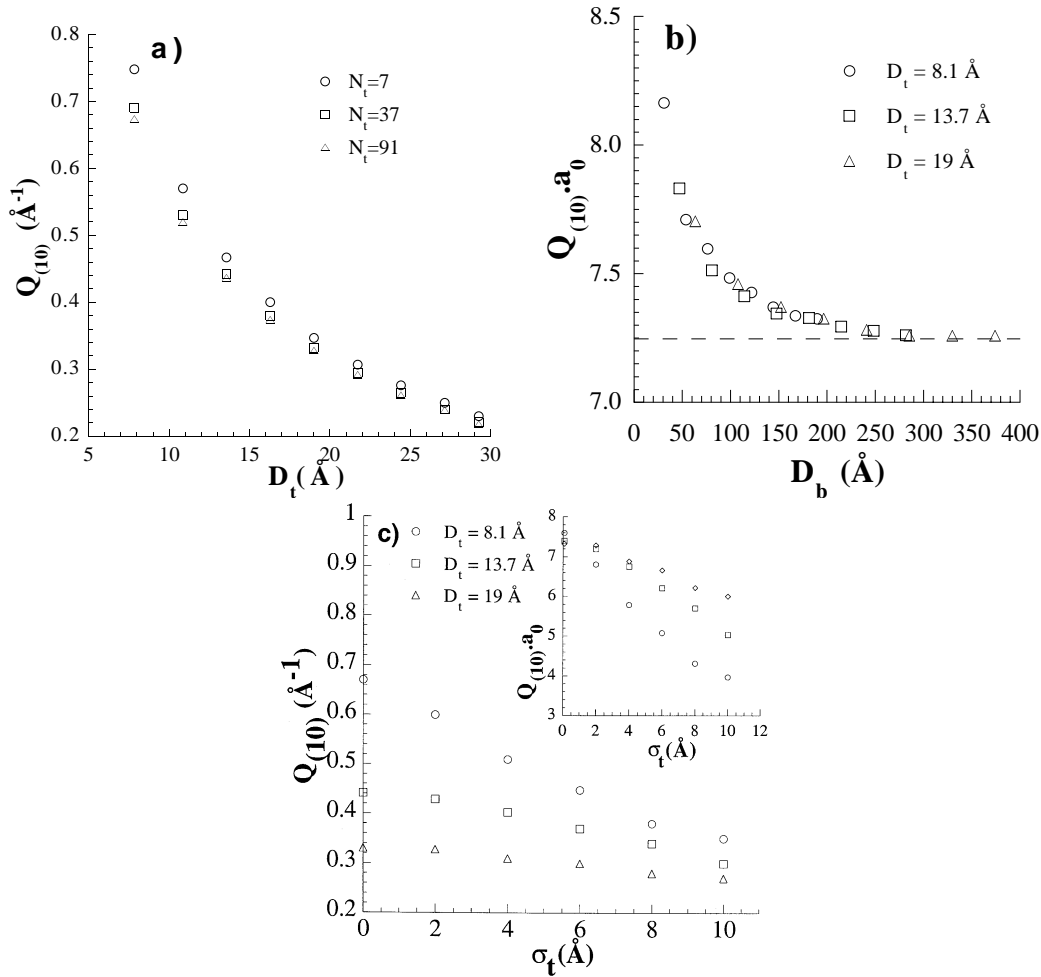 a)
0.8
0.7
0.6
0.5
0.4
0.3
0.2
Q(10) (Å-1)
N_t=7
N_t=37
N_t=91
5 10 15 20 25 30
D_t(Å)
b)
8.5
8.0
7.5
7.0
Q(10).a_0
D_t = 8.1 Å
D_t = 13.7 Å
D_t = 19 Å
0 50 100 150 200 250 300 350 400
D_b (Å)
c)
1
0.9
0.8
0.7
0.6
0.5
0.4
0.3
0.2
Q(10) (Å-1)
D_t = 8.1 Å
D_t = 13.7 Å
D_t = 19 Å
0 2 4 6 8 10
σ_t(Å)
8
7
6
5
4
3
Q(10).a_0
0 2 4 6 8 10 12
σ_t(Å)